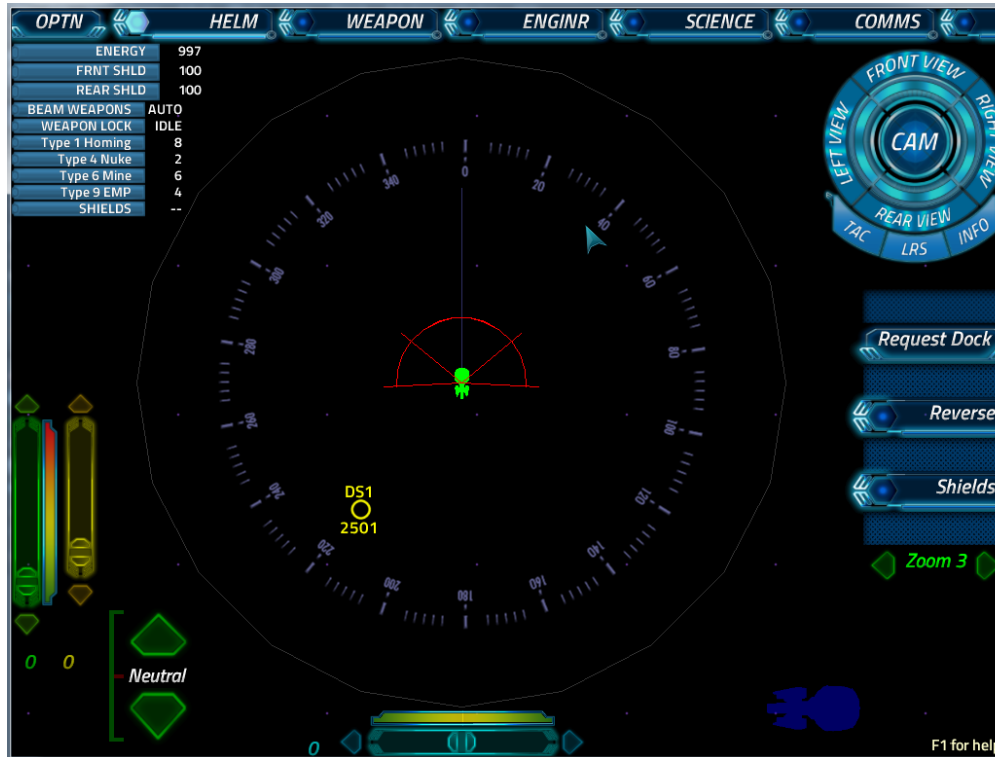 OPTN HELM WEAPON ENGINR SCIENCE COMMS
ENERGY 997
FRNT SHLD 100
REAR SHLD 100
BEAM WEAPONS AUTO
WEAPON LOCK IDLE
Type 1 Homing 8
Type 4 Nuke 2
Type 6 Mine 6
Type 9 EMP 4
SHIELDS --
FRONT VIEW
LEFT VIEW
CAM
RIGHT VIEW
REAR VIEW
TAC LRS INFO
0
20
40
60
80
100
120
140
160
180
200
220
240
260
280
300
320
340
DS1
2501
Request Dock
Reverse
Shields
Zoom 3
0 0
Neutral
0
F1 for help